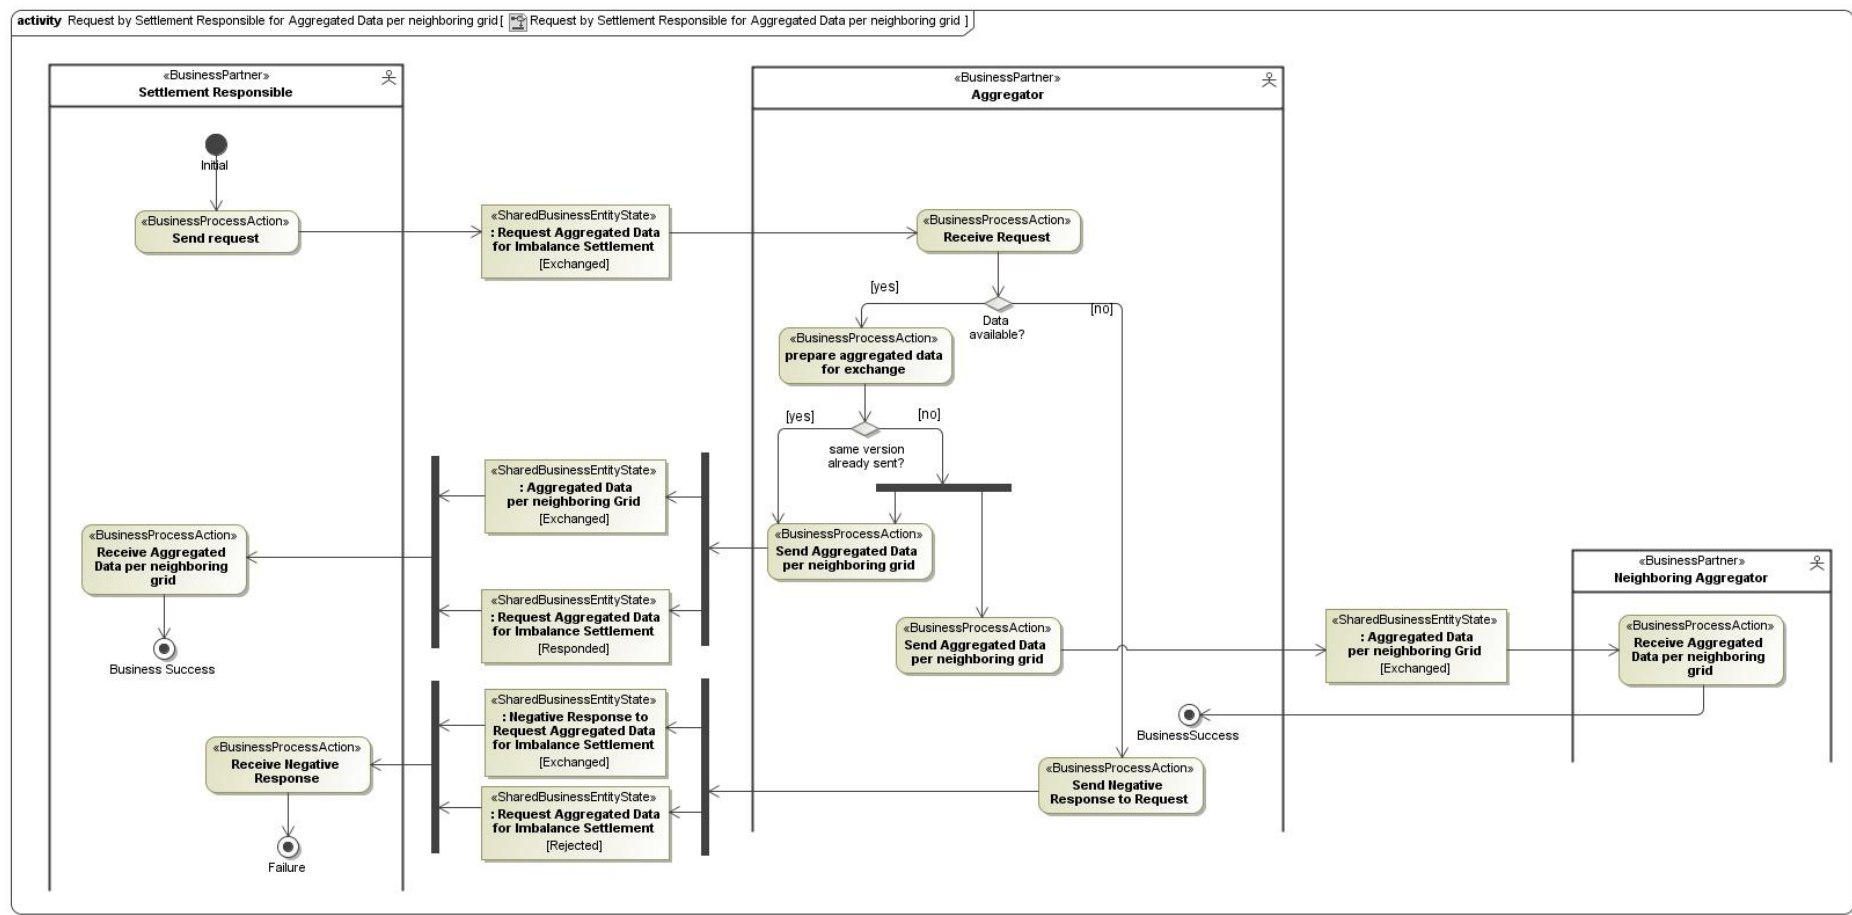 activity Request by Settlement Responsible for Aggregated Data per neighboring grid[ Request by Settlement Responsible for Aggregated Data per neighboring grid ]
«BusinessPartner»
Settlement Responsible
Initial
«BusinessProcessAction»
Send request
«SharedBusinessEntityState»
: Request Aggregated Data
for Imbalance Settlement
[Exchanged]
«BusinessPartner»
Aggregator
«BusinessProcessAction»
Receive Request
[yes]
[no]
Data
available?
«BusinessProcessAction»
prepare aggregated data
for exchange
[yes]
[no]
same version
already sent?
«SharedBusinessEntityState»
: Aggregated Data
per neighboring Grid
[Exchanged]
«BusinessProcessAction»
Send Aggregated Data
per neighboring grid
«BusinessProcessAction»
Receive Aggregated
Data per neighboring
grid
Business Success
«SharedBusinessEntityState»
: Request Aggregated Data
for Imbalance Settlement
[Responded]
«BusinessProcessAction»
Send Aggregated Data
per neighboring grid
«SharedBusinessEntityState»
: Aggregated Data
per neighboring Grid
[Exchanged]
«BusinessPartner»
Neighboring Aggregator
«BusinessProcessAction»
Receive Aggregated
Data per neighboring
grid
BusinessSuccess
«SharedBusinessEntityState»
: Negative Response to
Request Aggregated Data
for Imbalance Settlement
[Exchanged]
«BusinessProcessAction»
Receive Negative
Response
Failure
«SharedBusinessEntityState»
: Request Aggregated Data
for Imbalance Settlement
[Rejected]
«BusinessProcessAction»
Send Negative
Response to Request